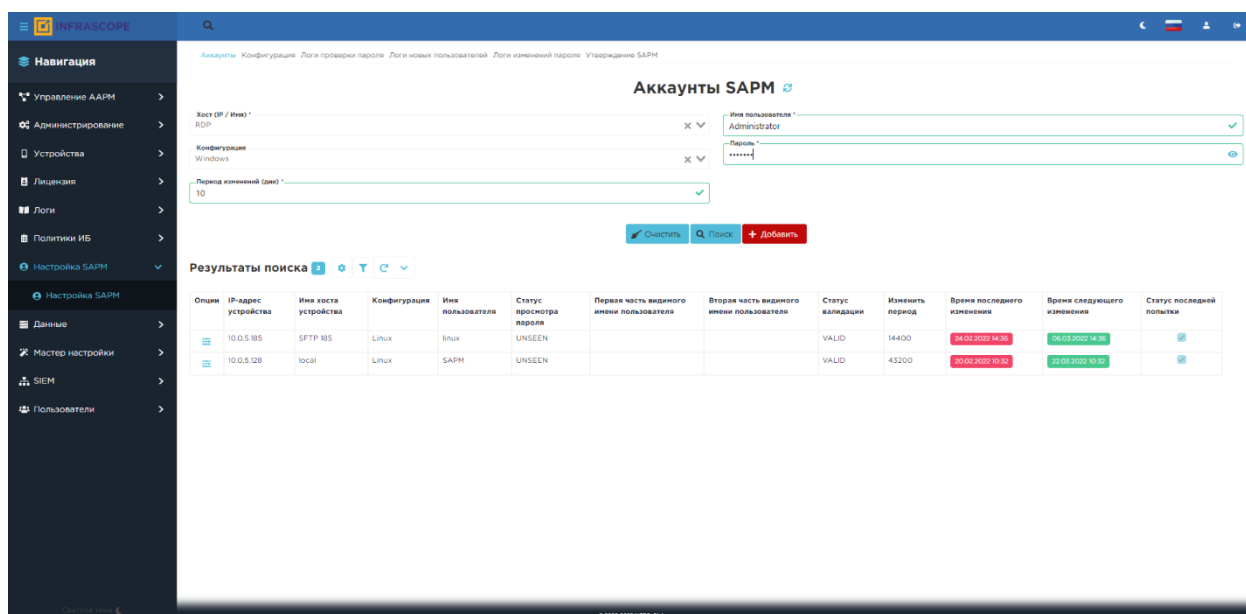 INFRASCOPE
Навигация
Управление AAPM
Администрирование
Устройства
Лицензия
Логи
Политики ИБ
Настройка SAPM
Настройка SAPM
Данные
Мастер настройки
SIEM
Пользователи
Светлая тема
Аккаунты Конфигурация Логи проверки пароля Логи новых пользователей Логи изменений пароля Утверждение SAPM
Аккаунты SAPM
Хост (IP / Имя) *
RDP
Имя пользователя *
Administrator
Конфигурация
Windows
Пароль *
•••••••
Период изменений (дни) *
10
Очистить Поиск + Добавить
Результаты поиска 2
Опции IP-адрес устройства Имя хоста устройства Конфигурация Имя пользователя Статус просмотра пароля Первая часть видимого имени пользователя Вторая часть видимого имени пользователя Статус валидации Изменить период Время последнего изменения Время следующего изменения Статус последней попытки
10.0.5.185 SFTP 185 Linux linux UNSEEN VALID 14400 24.02.2022 14:36 06.03.2022 14:36
10.0.5.128 local Linux SAPM UNSEEN VALID 43200 20.02.2022 10:32 22.03.2022 10:32